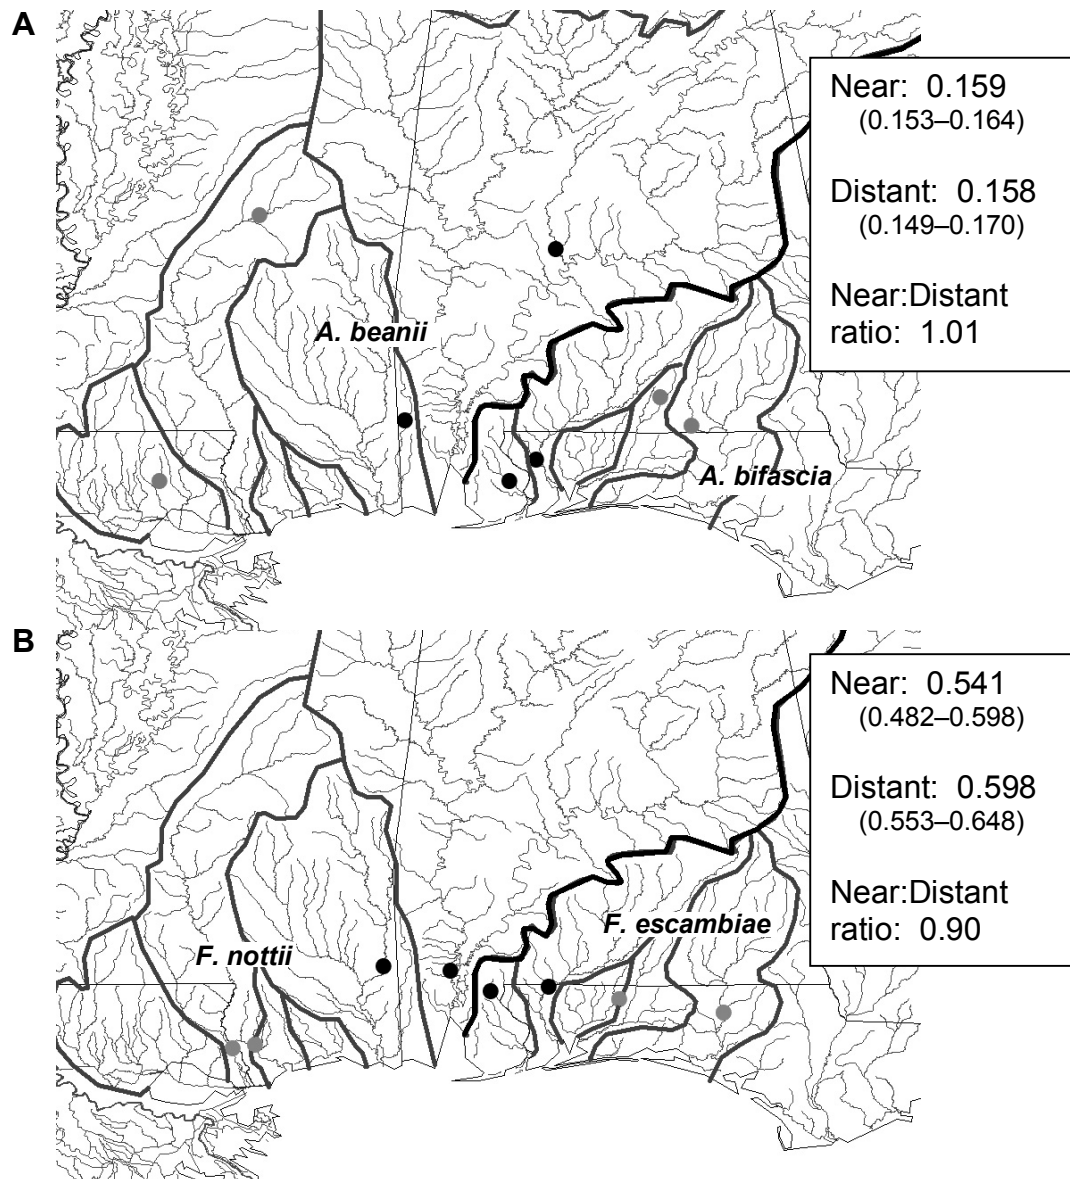 A
Near: 0.159
(0.153–0.164)
Distant: 0.158
(0.149–0.170)
Near:Distant
ratio: 1.01
A. beanii
A. bifascia
B
Near: 0.541
(0.482–0.598)
Distant: 0.598
(0.553–0.648)
Near:Distant
ratio: 0.90
F. escambiae
F. nottii